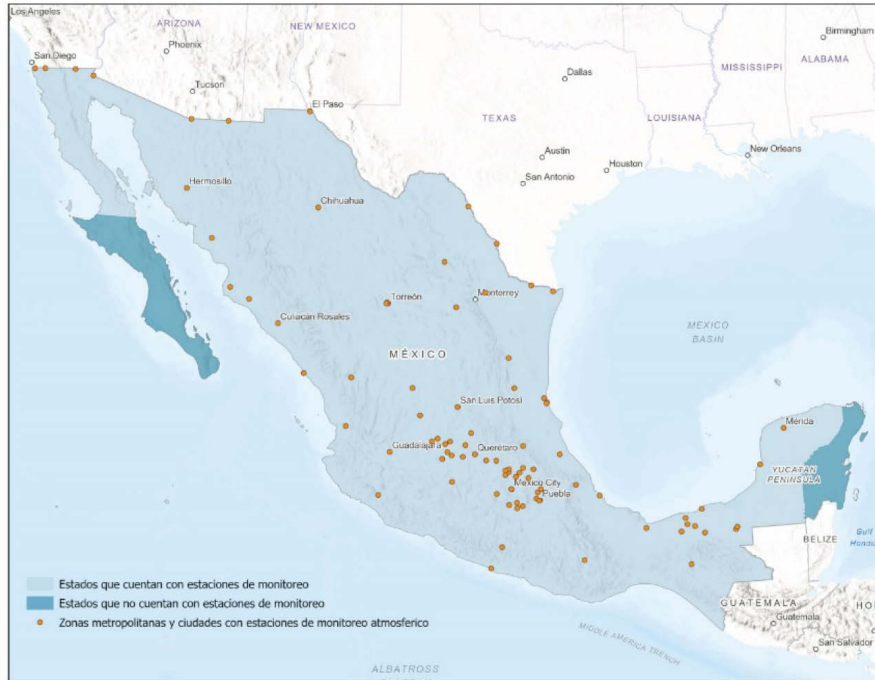 Los Angeles
ARIZONA
NEW MEXICO
Birmingham
San Diego
Phoenix
ALABAMA
MISSISSIPPI
Tucson
Dallas
El Paso
TEXAS
LOUISIANA
Austin
New Orleans
Houston
San Antonio
Hermosillo
Chihuahua
Torreón
Monterrey
Culiacán Rosales
MEXICO
BASIN
MÉXICO
San Luis Potosí
Mérida
Guadalajara
Querétaro
YUCATAN
PENINSULA
Mexico City
Puebla
BELIZE
Gulf
Hondu
Estados que cuentan con estaciones de monitoreo
Estados que no cuentan con estaciones de monitoreo
Zonas metropolitanas y ciudades con estaciones de monitoreo atmosferico
GUATEMALA
HO
Guatemala
MIDDLE AMERICA TRENCH
San Salvador
ALBATROSS